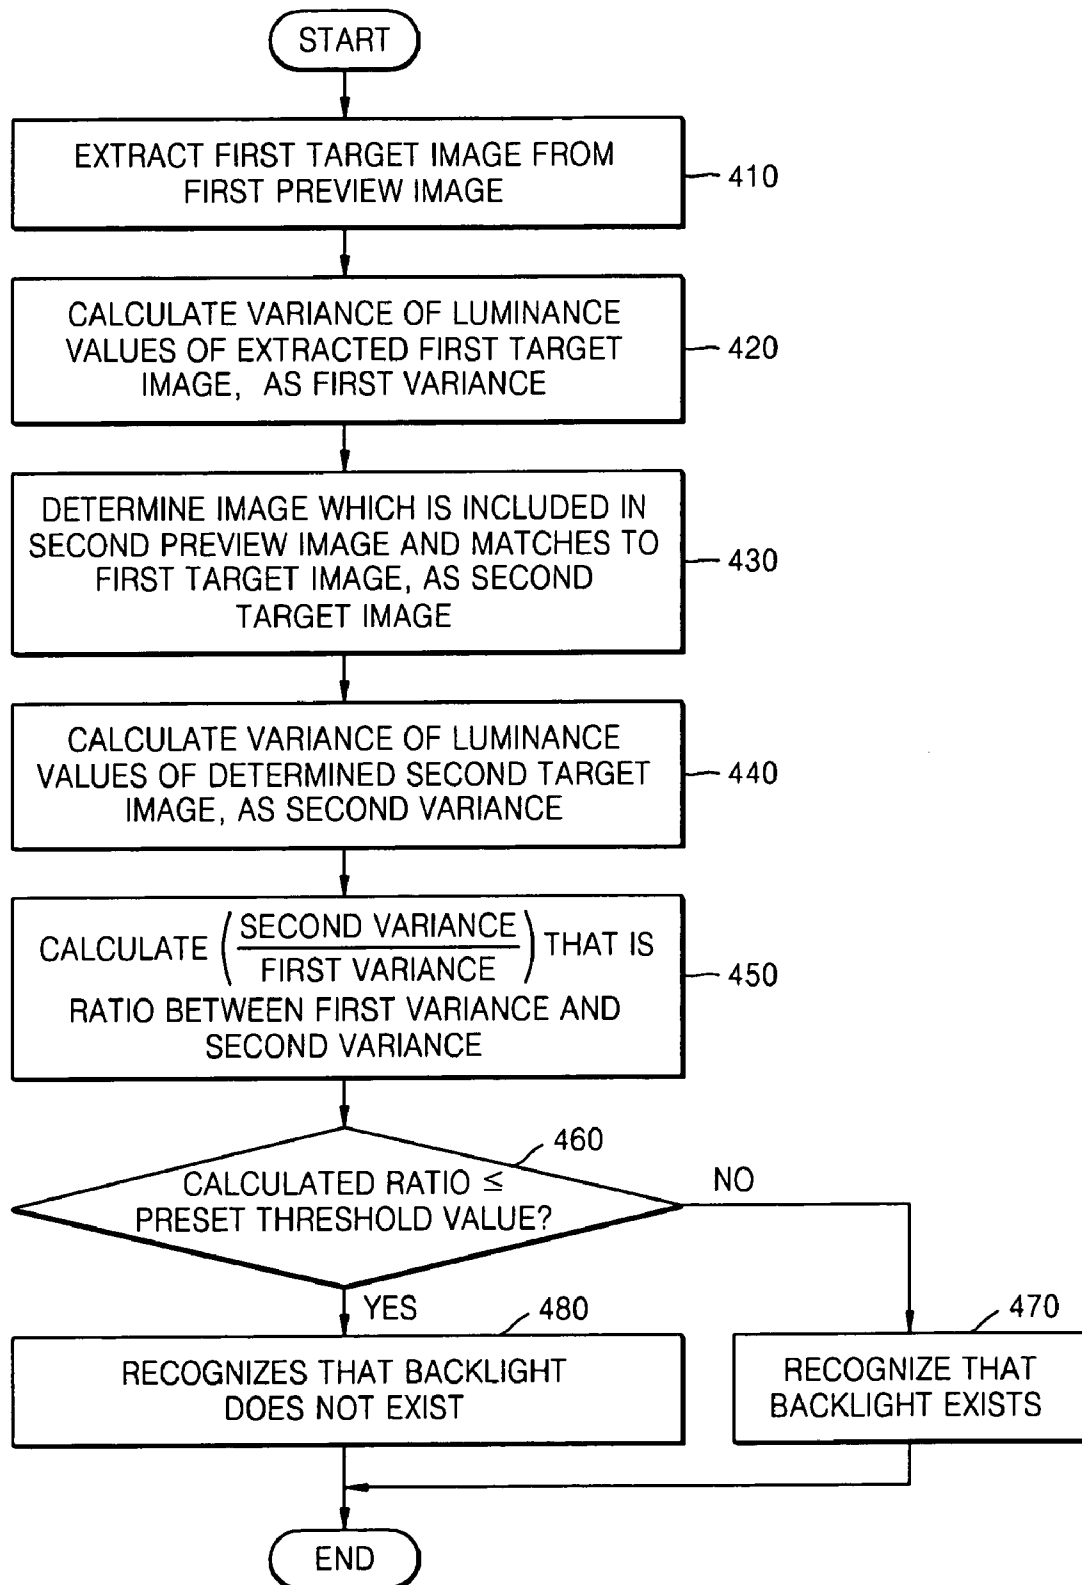 START
EXTRACT FIRST TARGET IMAGE FROM
FIRST PREVIEW IMAGE
410
CALCULATE VARIANCE OF LUMINANCE
VALUES OF EXTRACTED FIRST TARGET
IMAGE, AS FIRST VARIANCE
420
DETERMINE IMAGE WHICH IS INCLUDED IN
SECOND PREVIEW IMAGE AND MATCHES TO
FIRST TARGET IMAGE, AS SECOND
TARGET IMAGE
430
CALCULATE VARIANCE OF LUMINANCE
VALUES OF DETERMINED SECOND TARGET
IMAGE, AS SECOND VARIANCE
440
CALCULATE (SECOND VARIANCE / FIRST VARIANCE) THAT IS
RATIO BETWEEN FIRST VARIANCE AND
SECOND VARIANCE
450
460
CALCULATED RATIO ≤
PRESET THRESHOLD VALUE?
NO
YES
480
RECOGNIZES THAT BACKLIGHT
DOES NOT EXIST
470
RECOGNIZE THAT
BACKLIGHT EXISTS
END